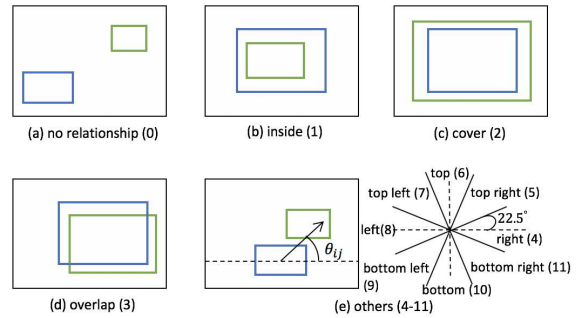 (a) no relationship (0)
(b) inside (1)
(c) cover (2)
θij
top (6)
top left (7)
top right (5)
22.5°
left(8)
right (4)
bottom left
(9)
bottom right (11)
bottom (10)
(d) overlap (3)
(e) others (4-11)